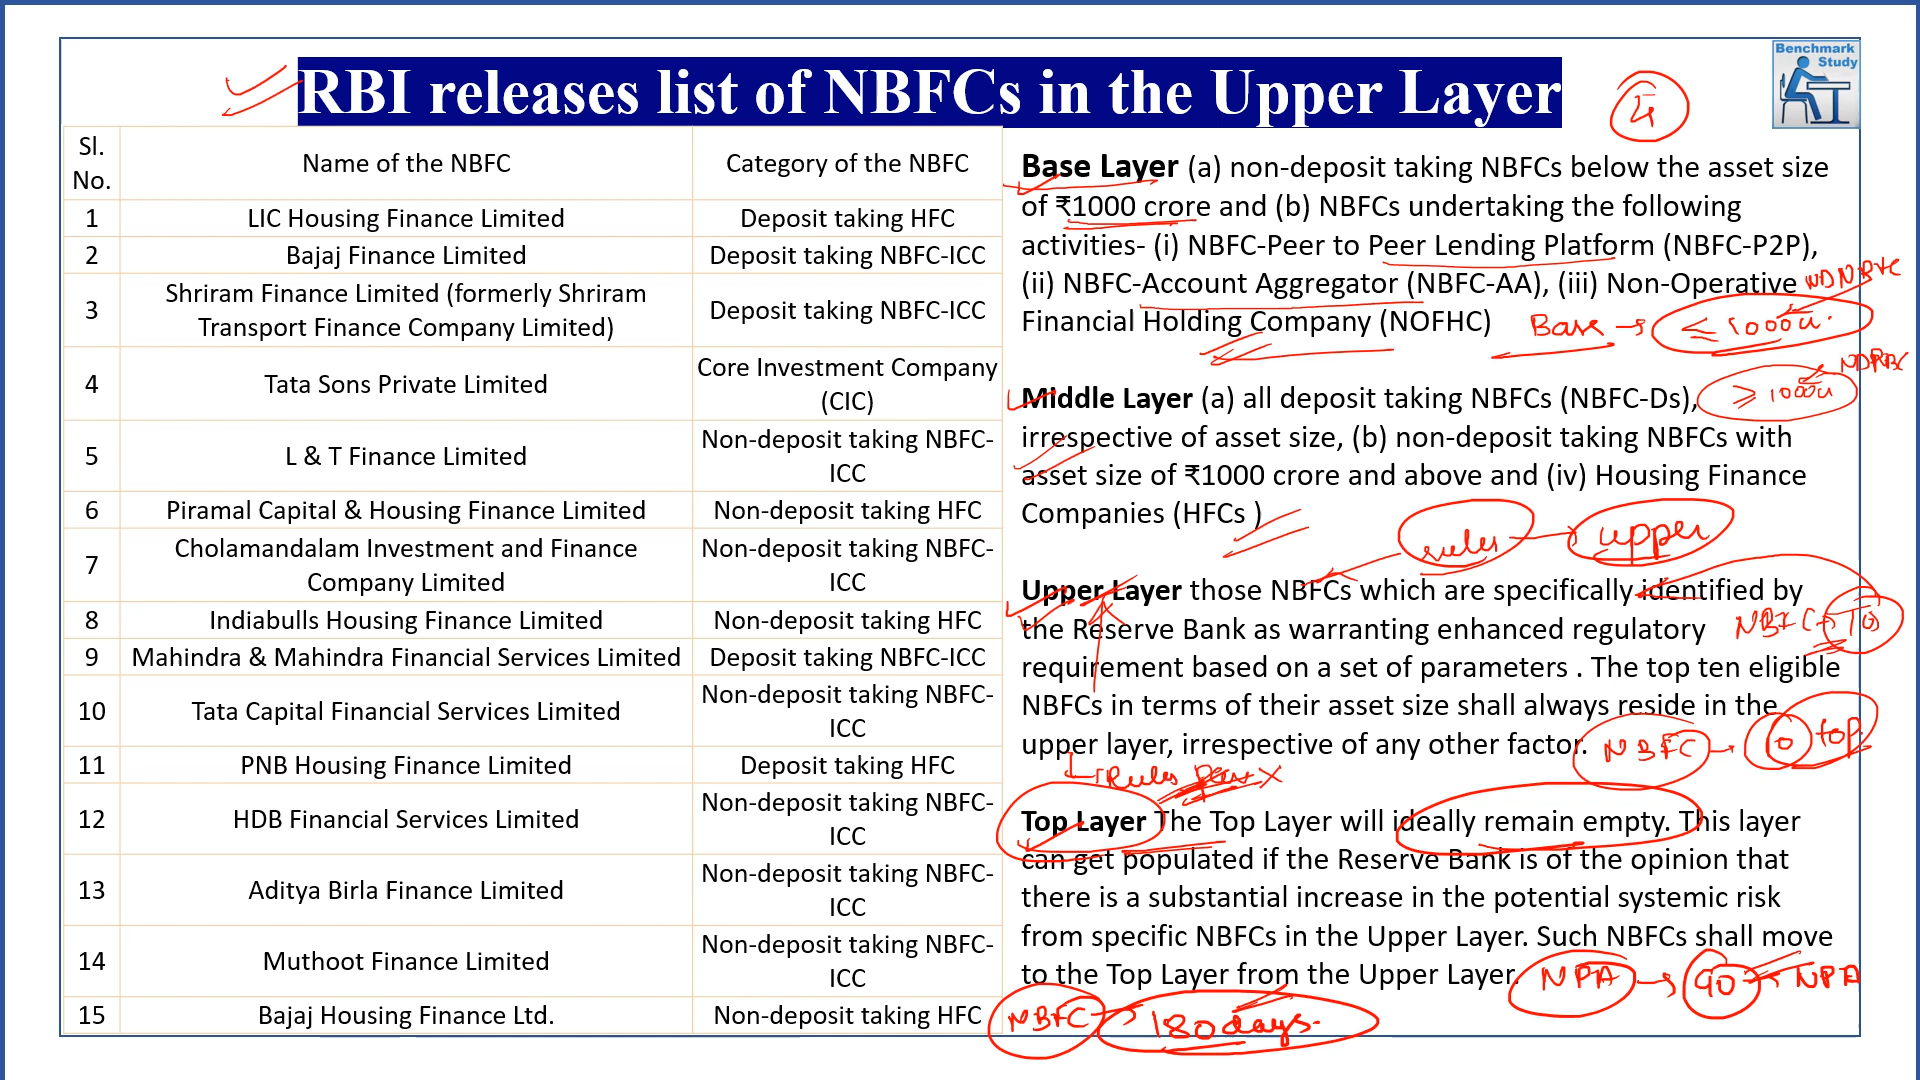 RBI releases list of NBFCs in the Upper Layer
4
Benchmark
Study
Sl.
No.
Name of the NBFC
Category of the NBFC
1
LIC Housing Finance Limited
Deposit taking HFC
2
Bajaj Finance Limited
Deposit taking NBFC-ICC
3
Shriram Finance Limited (formerly Shriram
Transport Finance Company Limited)
Deposit taking NBFC-ICC
4
Tata Sons Private Limited
Core Investment Company
(CIC)
5
L & T Finance Limited
Non-deposit taking NBFC-
ICC
6
Piramal Capital & Housing Finance Limited
Non-deposit taking HFC
7
Cholamandalam Investment and Finance
Company Limited
Non-deposit taking NBFC-
ICC
8
Indiabulls Housing Finance Limited
Non-deposit taking HFC
9
Mahindra & Mahindra Financial Services Limited
Deposit taking NBFC-ICC
10
Tata Capital Financial Services Limited
Non-deposit taking NBFC-
ICC
11
PNB Housing Finance Limited
Deposit taking HFC
12
HDB Financial Services Limited
Non-deposit taking NBFC-
ICC
13
Aditya Birla Finance Limited
Non-deposit taking NBFC-
ICC
14
Muthoot Finance Limited
Non-deposit taking NBFC-
ICC
15
Bajaj Housing Finance Ltd.
Non-deposit taking HFC
Base Layer (a) non-deposit taking NBFCs below the asset size
of ₹1000 crore and (b) NBFCs undertaking the following
activities- (i) NBFC-Peer to Peer Lending Platform (NBFC-P2P),
(ii) NBFC-Account Aggregator (NBFC-AA), (iii) Non-Operative
NDNBFC
Financial Holding Company (NOFHC)
Base → ≤ 1000
Middle Layer (a) all deposit taking NBFCs (NBFC-Ds),
≥ 1000
irrespective of asset size, (b) non-deposit taking NBFCs with
asset size of ₹1000 crore and above and (iv) Housing Finance
Companies (HFCs )
rules → upper
Upper Layer those NBFCs which are specifically identified by
the Reserve Bank as warranting enhanced regulatory
NBFC → 10
requirement based on a set of parameters . The top ten eligible
NBFCs in terms of their asset size shall always reside in the
upper layer, irrespective of any other factor.
NBFC → 10 top
Rules
Top Layer The Top Layer will ideally remain empty. This layer
can get populated if the Reserve Bank is of the opinion that
there is a substantial increase in the potential systemic risk
from specific NBFCs in the Upper Layer. Such NBFCs shall move
to the Top Layer from the Upper Layer.
NPA → 90 → NPA
NBFC → 180 days.